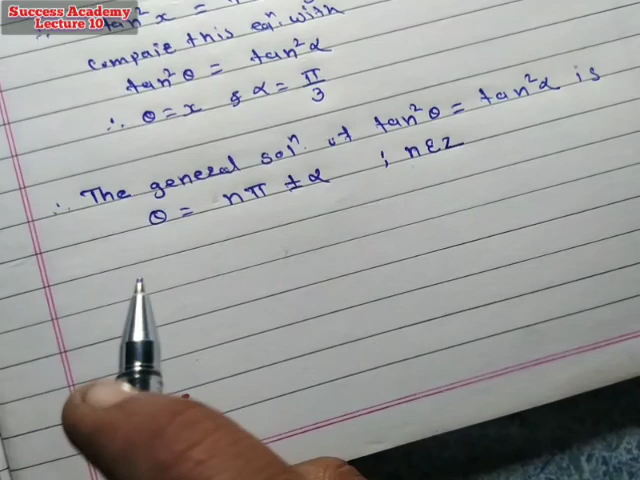 Success Academy
Lecture 10
∴ tan²x =
Compare this eqⁿ. with
tan²θ = tan²α
∴ θ = x & α = π/3
∴ The general solⁿ. of tan²θ = tan²α is
θ = nπ ± α ; n∈Z